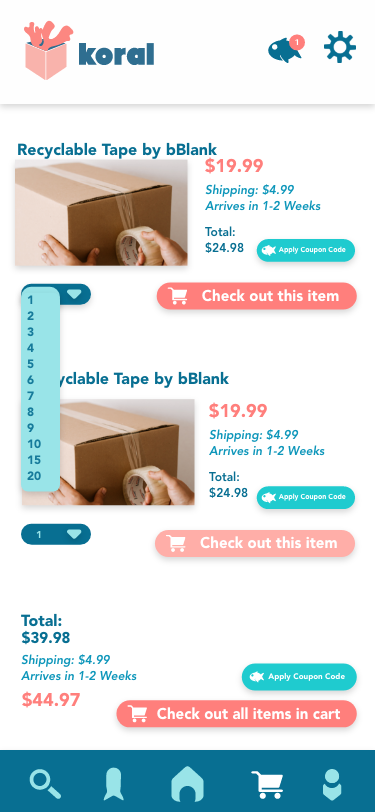 koral
1
Recyclable Tape by bBlank
$19.99
Shipping: $4.99
Arrives in 1-2 Weeks
Total:
$24.98
Apply Coupon Code
Check out this item
1
2
3
4
5
6
7
8
9
10
15
20
yclable Tape by bBlank
$19.99
Shipping: $4.99
Arrives in 1-2 Weeks
Total:
$24.98
Apply Coupon Code
1
Check out this item
Total:
$39.98
Shipping: $4.99
Arrives in 1-2 Weeks
$44.97
Apply Coupon Code
Check out all items in cart